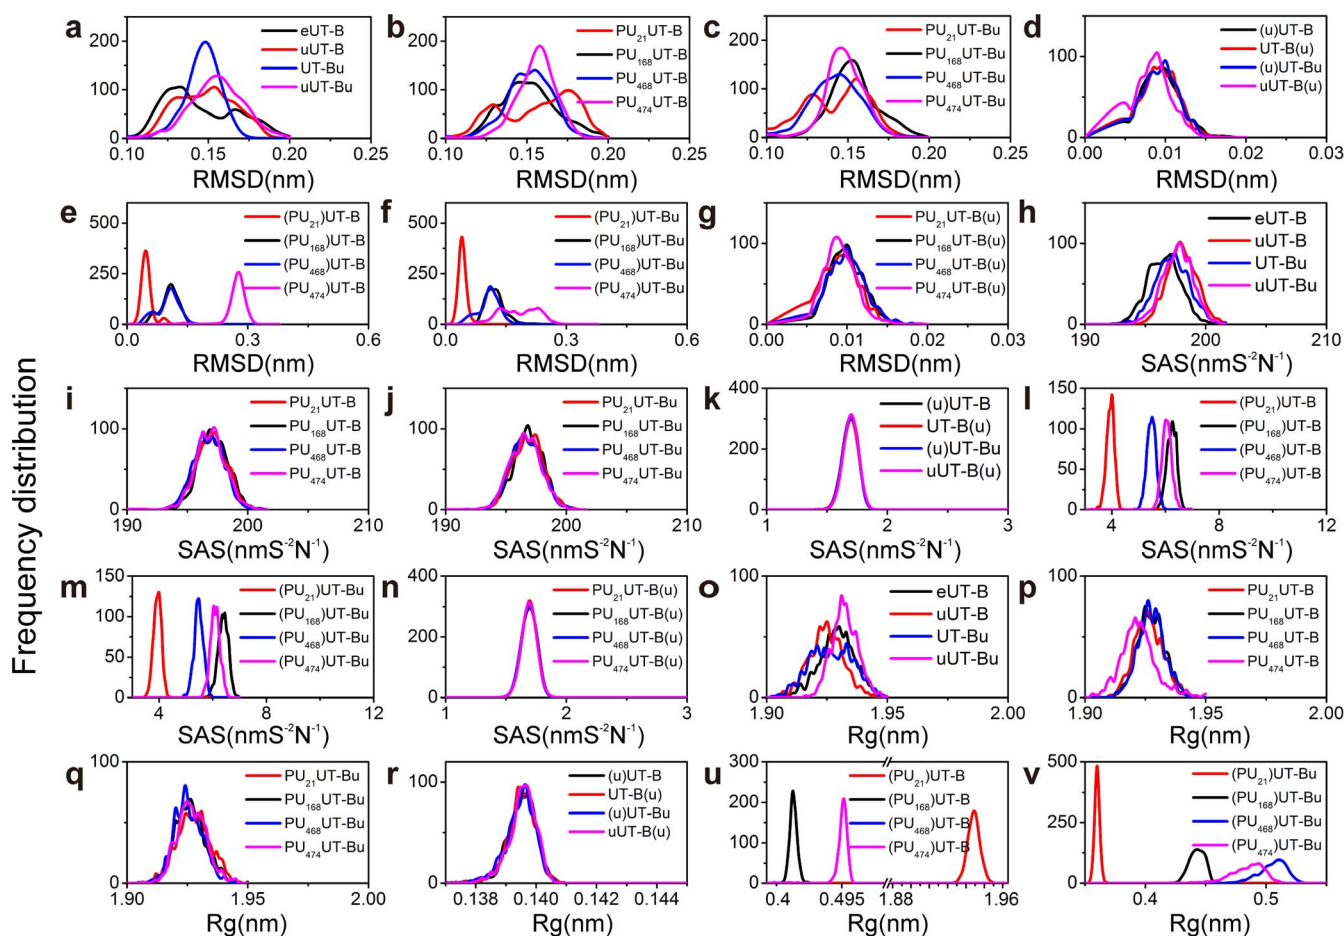 Frequency distribution
a
eUT-B
uUT-B
UT-Bu
uUT-Bu
200
100
0
0.10 0.15 0.20 0.25
RMSD(nm)
b
PU21UT-B
PU168UT-B
PU468UT-B
PU474UT-B
200
100
0
0.10 0.15 0.20 0.25
RMSD(nm)
c
PU21UT-Bu
PU168UT-Bu
PU468UT-Bu
PU474UT-Bu
200
100
0
0.10 0.15 0.20 0.25
RMSD(nm)
d
(u)UT-B
UT-B(u)
(u)UT-Bu
uUT-B(u)
100
0
0.00 0.01 0.02 0.03
RMSD(nm)
e
(PU21)UT-B
(PU168)UT-B
(PU468)UT-B
(PU474)UT-B
500
250
0
0.0 0.3 0.6
RMSD(nm)
f
(PU21)UT-Bu
(PU168)UT-Bu
(PU468)UT-Bu
(PU474)UT-Bu
500
250
0
0.0 0.3 0.6
RMSD(nm)
g
PU21UT-B(u)
PU168UT-B(u)
PU468UT-B(u)
PU474UT-B(u)
100
0
0.00 0.01 0.02 0.03
RMSD(nm)
h
eUT-B
uUT-B
UT-Bu
uUT-Bu
100
0
190 200 210
SAS(nmS-2N-1)
i
PU21UT-B
PU168UT-B
PU468UT-B
PU474UT-B
100
0
190 200 210
SAS(nmS-2N-1)
j
PU21UT-Bu
PU168UT-Bu
PU468UT-Bu
PU474UT-Bu
100
0
190 200 210
SAS(nmS-2N-1)
k
(u)UT-B
UT-B(u)
(u)UT-Bu
uUT-B(u)
400
300
200
100
0
1 2 3
SAS(nmS-2N-1)
l
(PU21)UT-B
(PU168)UT-B
(PU468)UT-B
(PU474)UT-B
150
100
50
0
4 8 12
SAS(nmS-2N-1)
m
(PU21)UT-Bu
(PU168)UT-Bu
(PU468)UT-Bu
(PU474)UT-Bu
150
125
100
75
50
25
0
4 8 12
SAS(nmS-2N-1)
n
PU21UT-B(u)
PU168UT-B(u)
PU468UT-B(u)
PU474UT-B(u)
400
300
200
100
0
1 2 3
SAS(nmS-2N-1)
o
eUT-B
uUT-B
UT-Bu
uUT-Bu
100
50
0
1.90 1.95 2.00
Rg(nm)
p
PU21UT-B
PU168UT-B
PU468UT-B
PU474UT-B
100
50
0
1.90 1.95 2.00
Rg(nm)
q
PU21UT-Bu
PU168UT-Bu
PU468UT-Bu
PU474UT-Bu
100
0
1.90 1.95 2.00
Rg(nm)
r
(u)UT-B
UT-B(u)
(u)UT-Bu
uUT-B(u)
100
0
0.138 0.140 0.142 0.144
Rg(nm)
u
(PU21)UT-B
(PU168)UT-B
(PU468)UT-B
(PU474)UT-B
300
200
100
0
0.4 0.495 1.88 1.96
Rg(nm)
v
(PU21)UT-Bu
(PU168)UT-Bu
(PU468)UT-Bu
(PU474)UT-Bu
500
250
0
0.4 0.5
Rg(nm)